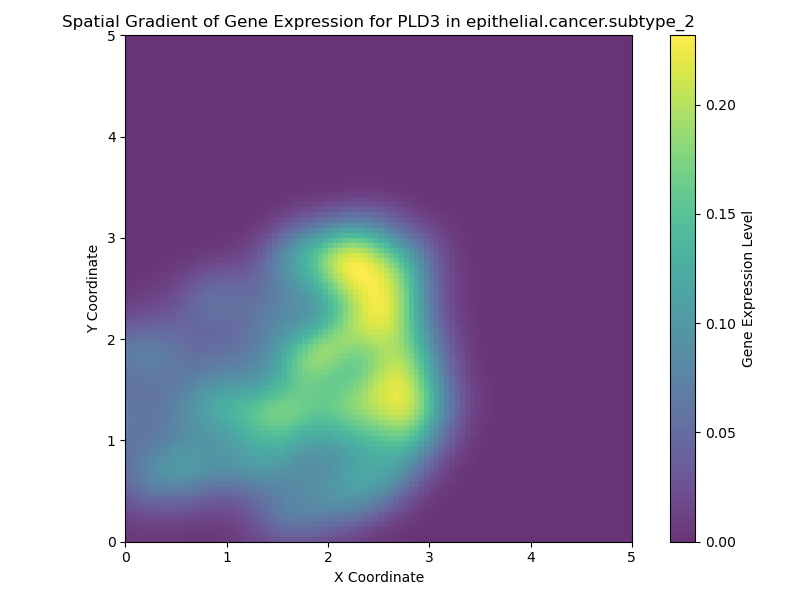 Spatial Gradient of Gene Expression for PLD3 in epithelial.cancer.subtype_2
5
4
3
2
1
0
0 1 2 3 4 5
Y Coordinate
X Coordinate
0.20
0.15
0.10
0.05
0.00
Gene Expression Level